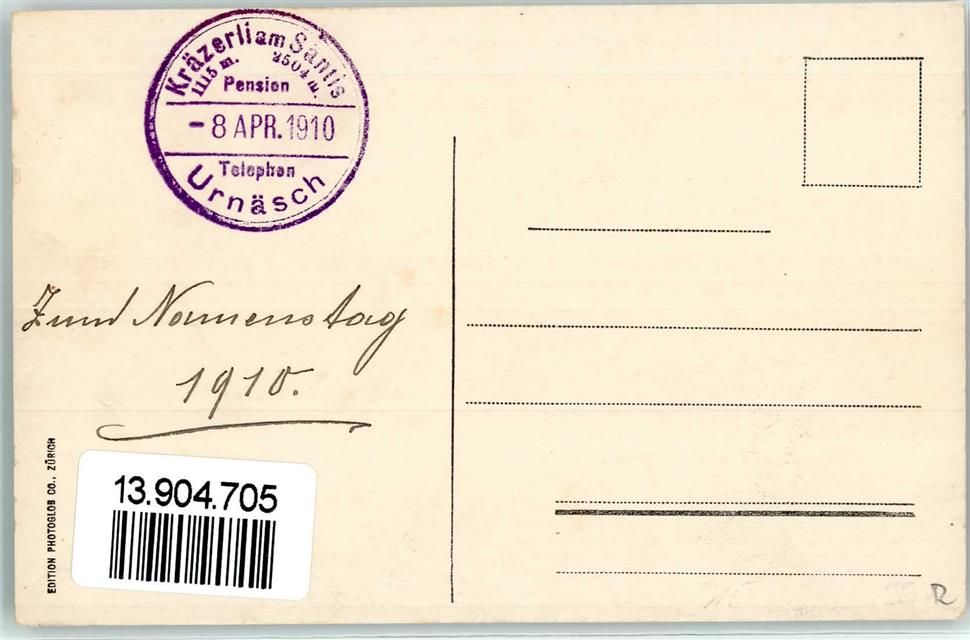 Kräzerli am Säntis
1115 m. 2504 m.
Pension
- 8 APR. 1910
Telephon
Urnäsch
Zum Namenstag
1910.
EDITION PHOTOGLOB CO., ZÜRICH
13.904.705
R